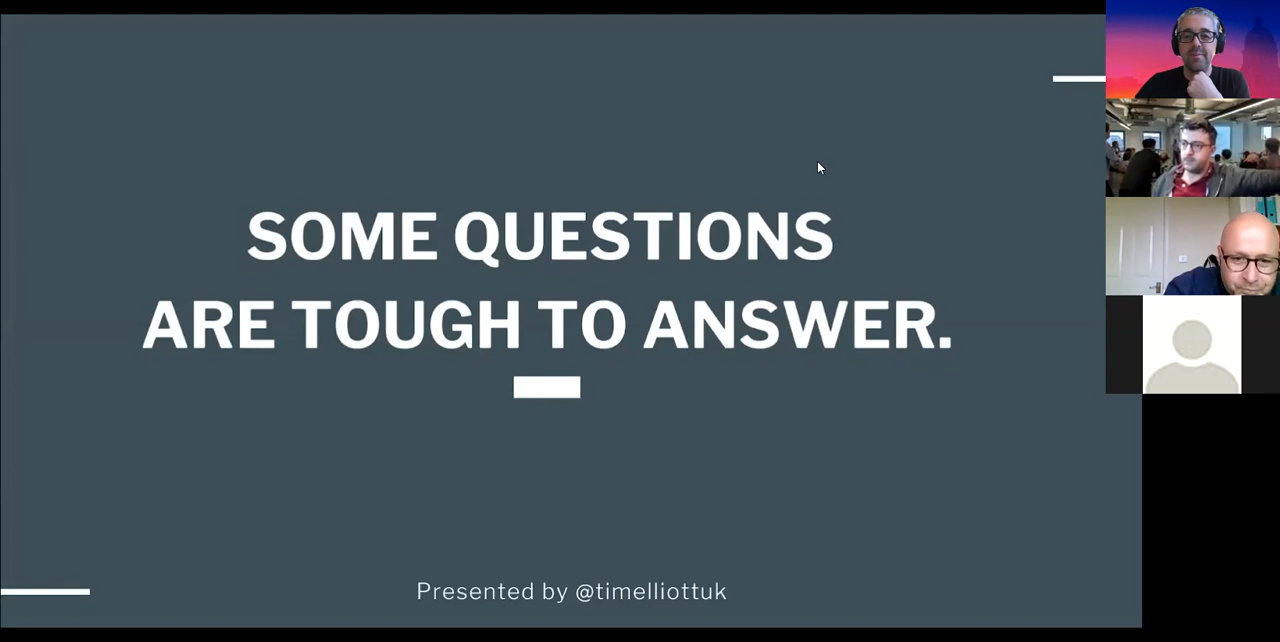 SOME QUESTIONS
ARE TOUGH TO ANSWER.
Presented by @timelliottuk